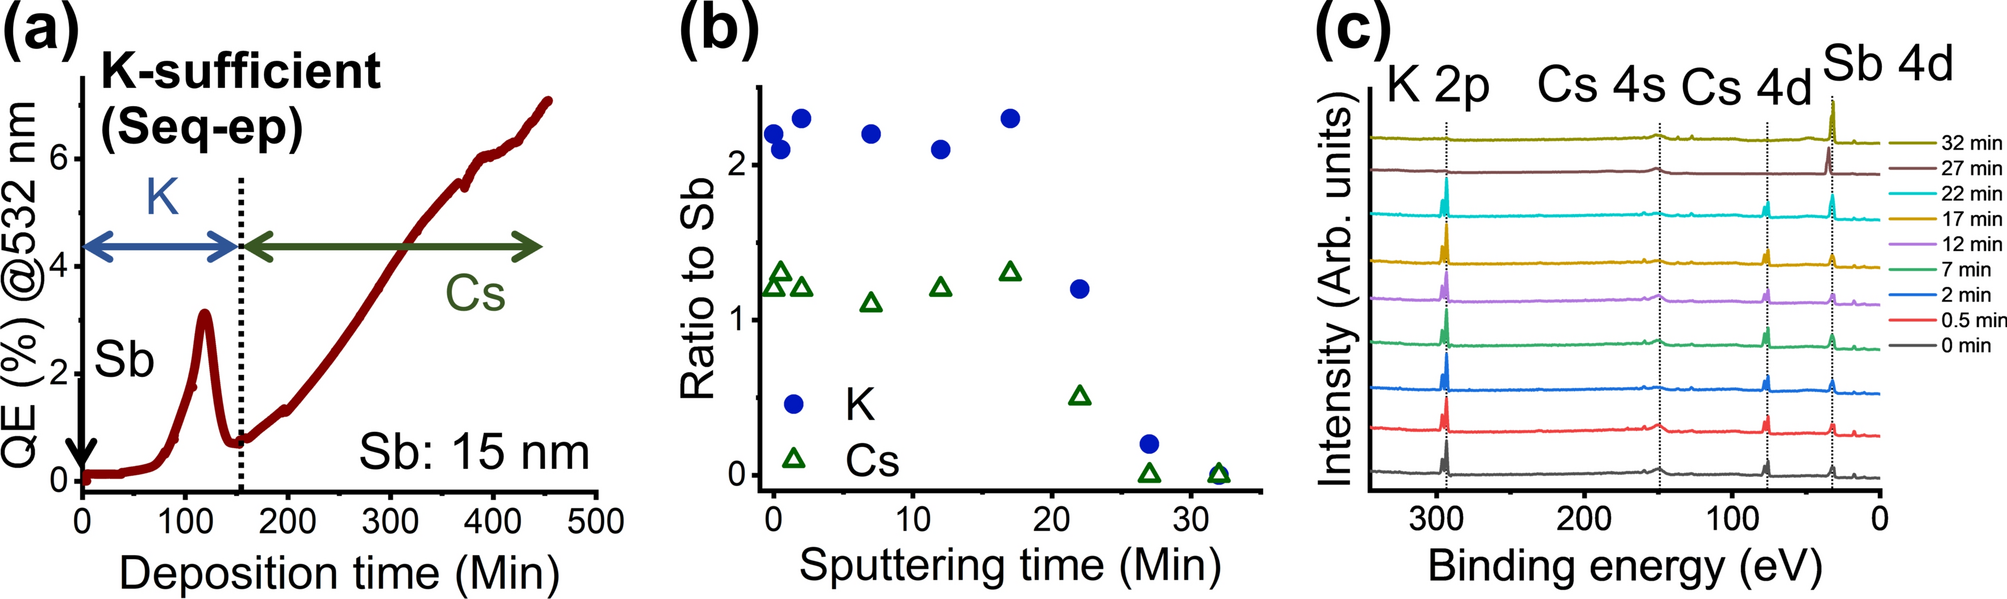 (a)
K-sufficient
(Seq-ep)
K
Cs
Sb
Sb: 15 nm
QE (%) @532 nm
6
4
2
0
0 100 200 300 400 500
Deposition time (Min)
(b)
Ratio to Sb
2
1
0
K
Cs
0 10 20 30
Sputtering time (Min)
(c)
K 2p Cs 4s Cs 4d Sb 4d
Intensity (Arb. units)
32 min
27 min
22 min
17 min
12 min
7 min
2 min
0.5 min
0 min
300 200 100 0
Binding energy (eV)